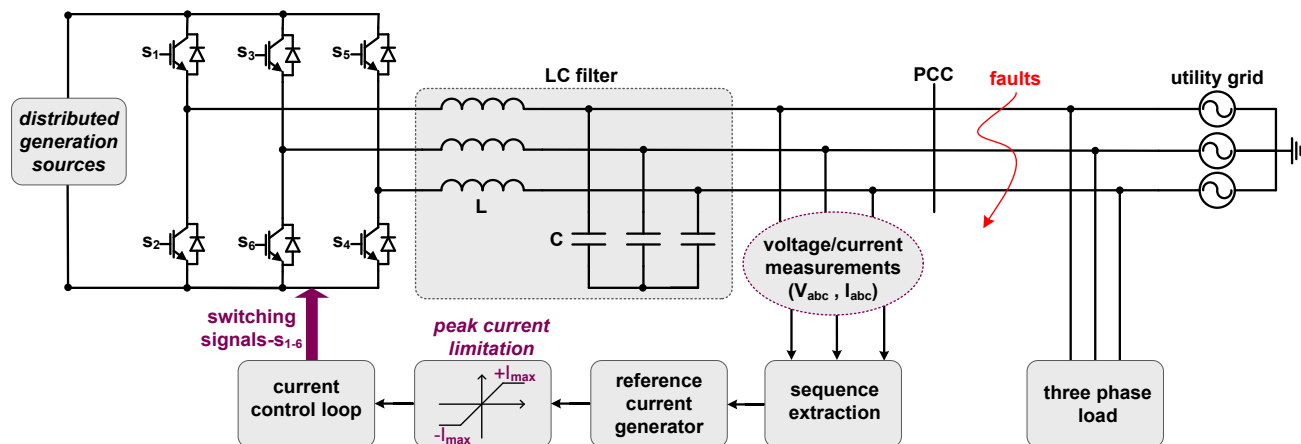 s1
s3
s5
LC filter
PCC
faults
utility grid
distributed
generation
sources
L
s2
s6
s4
C
voltage/current
measurements
(Vabc , Iabc)
switching
signals-s1-6
peak current
limitation
+Imax
-Imax
current
control loop
reference
current
generator
sequence
extraction
three phase
load